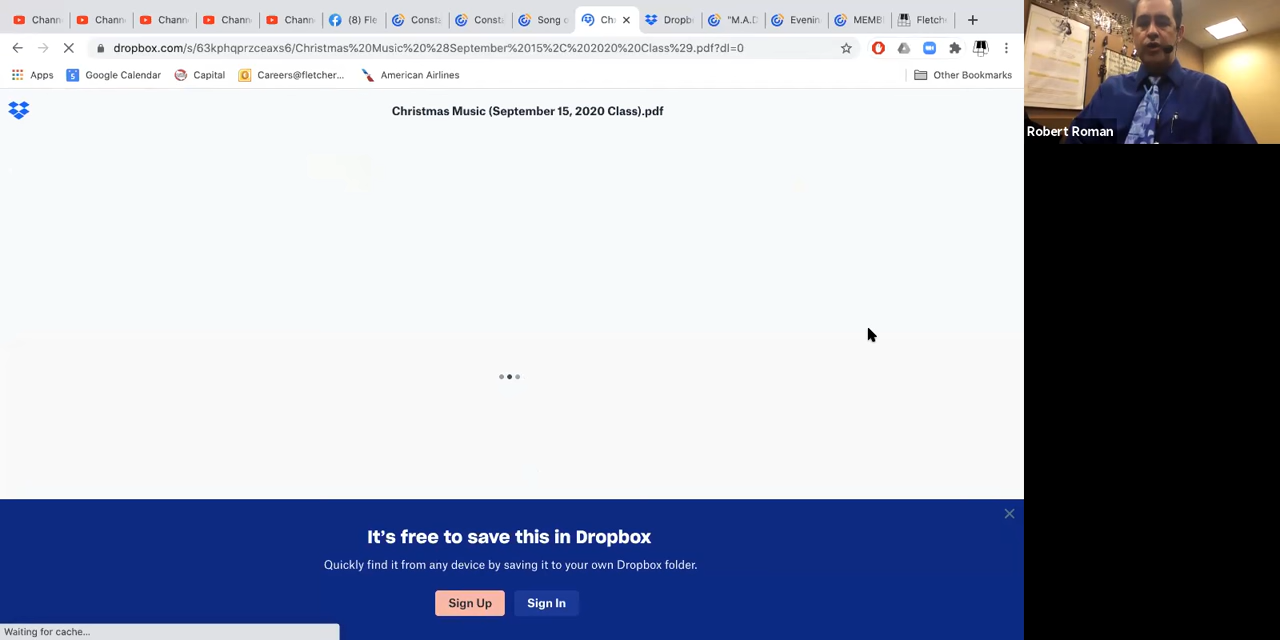 Chann Chann Chann Chann Chann (8) Fle Consta Consta Song o Ch Dropb "M.A.D Evenin MEMB Fletch
dropbox.com/s/63kphqprzceaxs6/Christmas%20Music%20%28September%2015%2C%202020%20Class%29.pdf?dl=0
Apps Google Calendar Capital Careers@fletcher... American Airlines Other Bookmarks
Christmas Music (September 15, 2020 Class).pdf
Robert Roman
It's free to save this in Dropbox
Quickly find it from any device by saving it to your own Dropbox folder.
Sign Up Sign In
Waiting for cache...